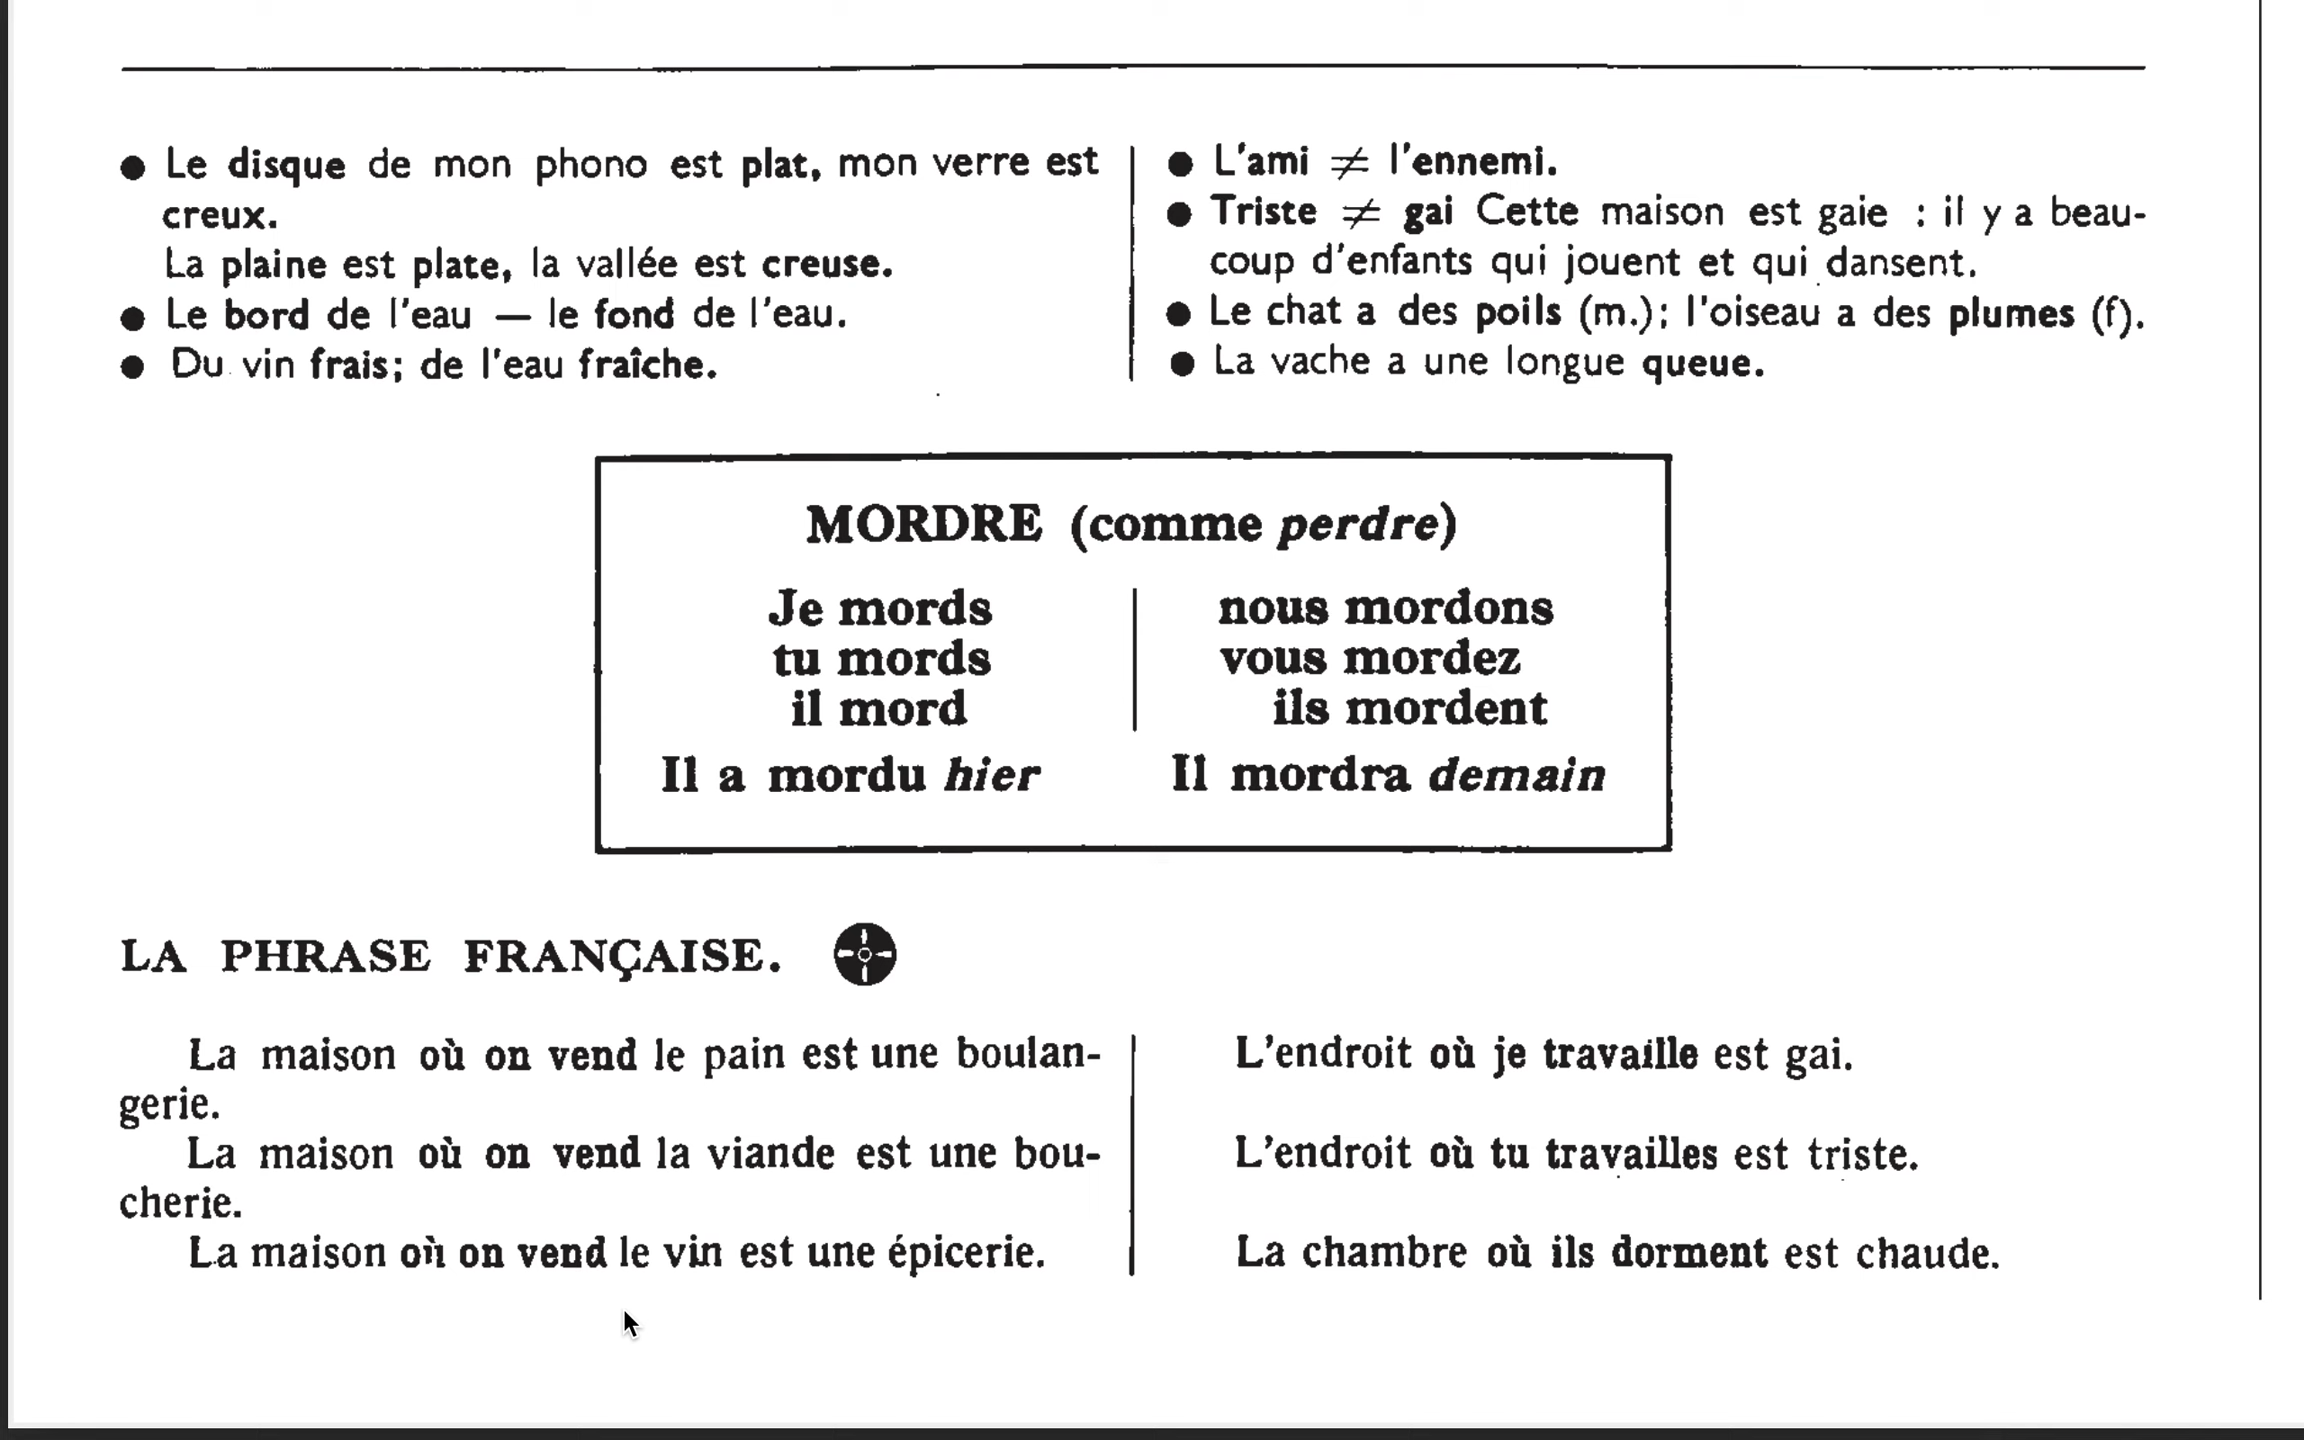 ● Le disque de mon phono est plat, mon verre est
creux.
La plaine est plate, la vallée est creuse.
● Le bord de l'eau — le fond de l'eau.
● Du vin frais; de l'eau fraîche.
● L'ami ≠ l'ennemi.
● Triste ≠ gai Cette maison est gaie : il y a beau-
coup d'enfants qui jouent et qui dansent.
● Le chat a des poils (m.); l'oiseau a des plumes (f).
● La vache a une longue queue.
MORDRE (comme perdre)
Je mords
tu mords
il mord
nous mordons
vous mordez
ils mordent
Il a mordu hier
Il mordra demain
LA PHRASE FRANÇAISE.
La maison où on vend le pain est une boulan-
gerie.
La maison où on vend la viande est une bou-
cherie.
La maison où on vend le vin est une épicerie.
L'endroit où je travaille est gai.
L'endroit où tu travailles est triste.
La chambre où ils dorment est chaude.